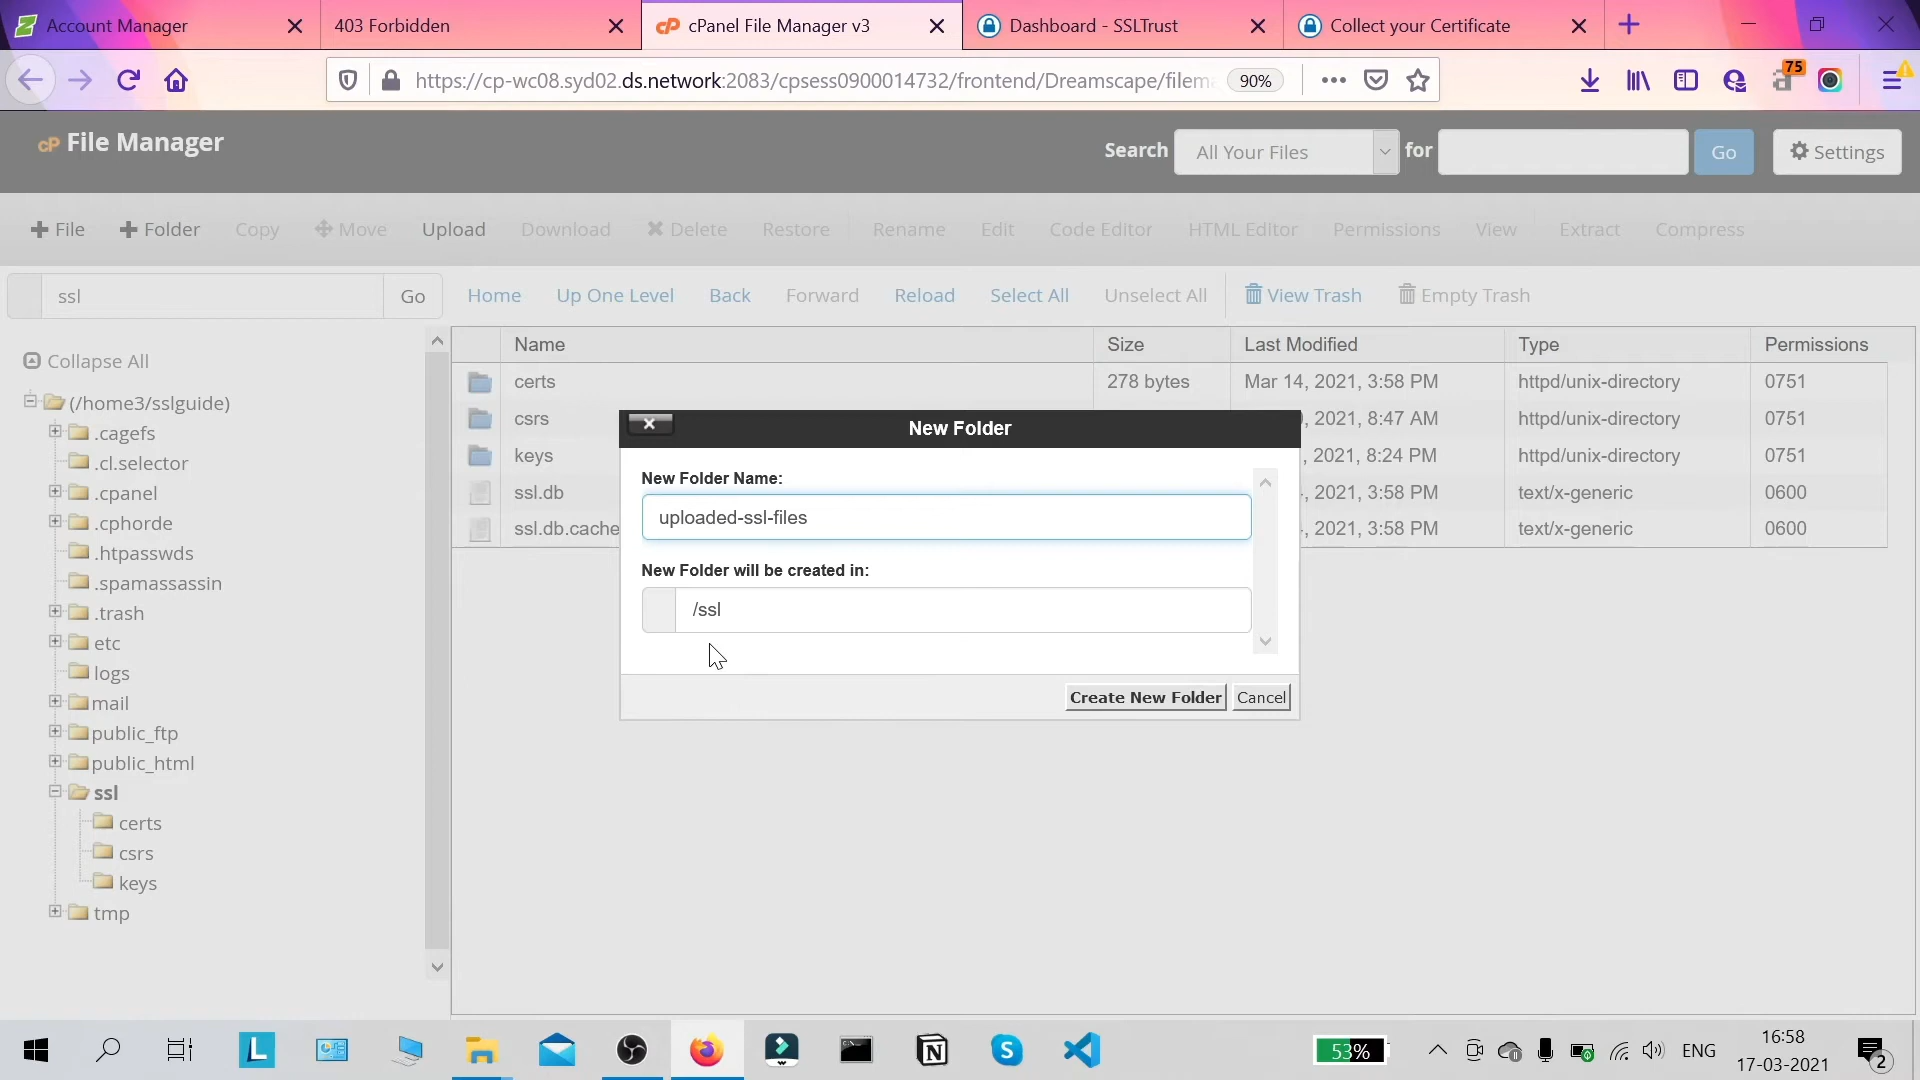 Account Manager
403 Forbidden
cPanel File Manager v3
Dashboard - SSLTrust
Collect your Certificate
https://cp-wc08.syd02.ds.network:2083/cpsess0900014732/frontend/Dreamscape/filema
90%
75
cP File Manager
Search
All Your Files
for
Go
Settings
File
Folder
Copy
Move
Upload
Download
Delete
Restore
Rename
Edit
Code Editor
HTML Editor
Permissions
View
Extract
Compress
ssl
Go
Home
Up One Level
Back
Forward
Reload
Select All
Unselect All
View Trash
Empty Trash
Collapse All
(/home3/sslguide)
.cagefs
.cl.selector
.cpanel
.cphorde
.htpasswds
.spamassassin
.trash
etc
logs
mail
public_ftp
public_html
ssl
certs
csrs
keys
tmp
Name Size Last Modified Type Permissions
certs 278 bytes Mar 14, 2021, 3:58 PM httpd/unix-directory 0751
csrs 8:47 AM httpd/unix-directory 0751
keys , 2021, 8:24 PM httpd/unix-directory 0751
ssl.db , 2021, 3:58 PM text/x-generic 0600
ssl.db.cache , 2021, 3:58 PM text/x-generic 0600
New Folder
New Folder Name:
uploaded-ssl-files
New Folder will be created in:
/ssl
Create New Folder
Cancel
53%
ENG
16:58
17-03-2021
2